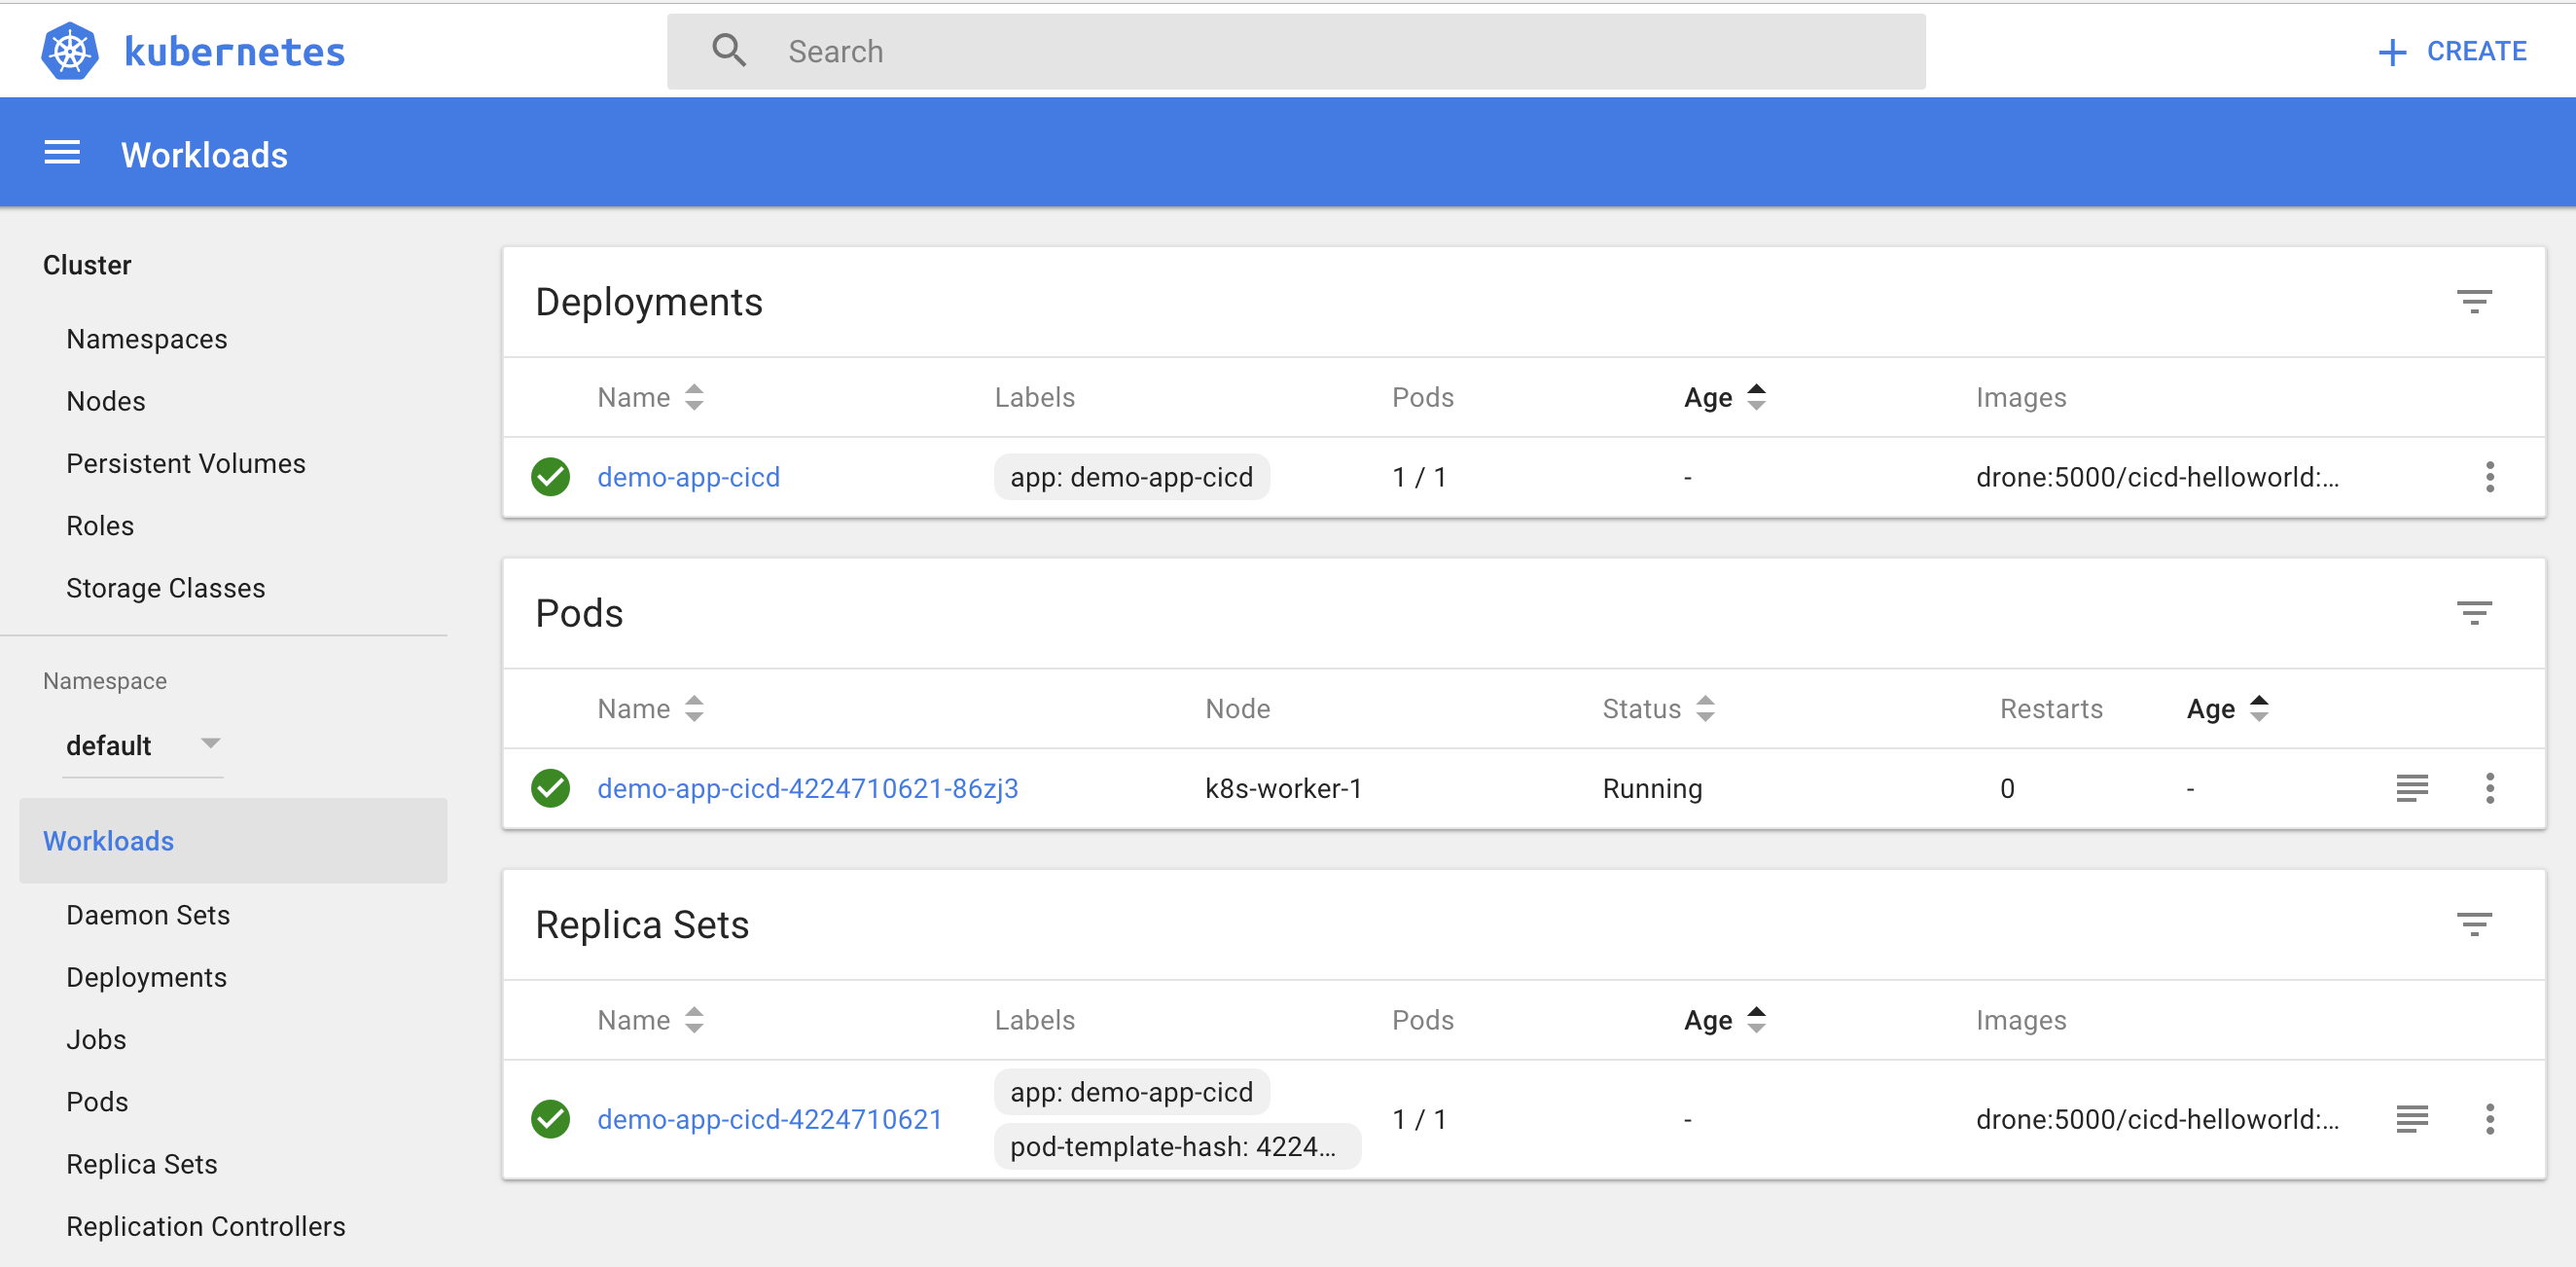 kubernetes
Search
CREATE
Workloads
Cluster
Namespaces
Nodes
Persistent Volumes
Roles
Storage Classes
Namespace
default
Workloads
Daemon Sets
Deployments
Jobs
Pods
Replica Sets
Replication Controllers
Deployments
Name Labels Pods Age Images
demo-app-cicd app: demo-app-cicd 1 / 1 - drone:5000/cicd-helloworld:...
Pods
Name Node Status Restarts Age
demo-app-cicd-4224710621-86zj3 k8s-worker-1 Running 0 -
Replica Sets
Name Labels Pods Age Images
demo-app-cicd-4224710621 app: demo-app-cicd 1 / 1 - drone:5000/cicd-helloworld:...
pod-template-hash: 4224...